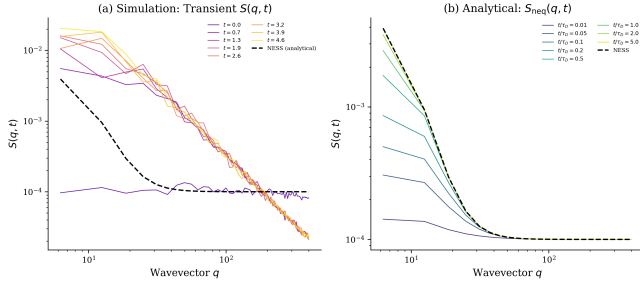 (a) Simulation: Transient S(q, t)
t = 0.0
t = 0.7
t = 1.3
t = 1.9
t = 2.6
t = 3.2
t = 3.9
t = 4.6
NESS (analytical)
S(q, t)
10⁻²
10⁻³
10⁻⁴
10¹
10²
Wavevector q
(b) Analytical: Sₙₑq(q, t)
t/τD = 0.01
t/τD = 0.05
t/τD = 0.1
t/τD = 0.2
t/τD = 0.5
t/τD = 1.0
t/τD = 2.0
t/τD = 5.0
NESS
S(q, t)
10⁻³
10⁻⁴
10¹
10²
Wavevector q